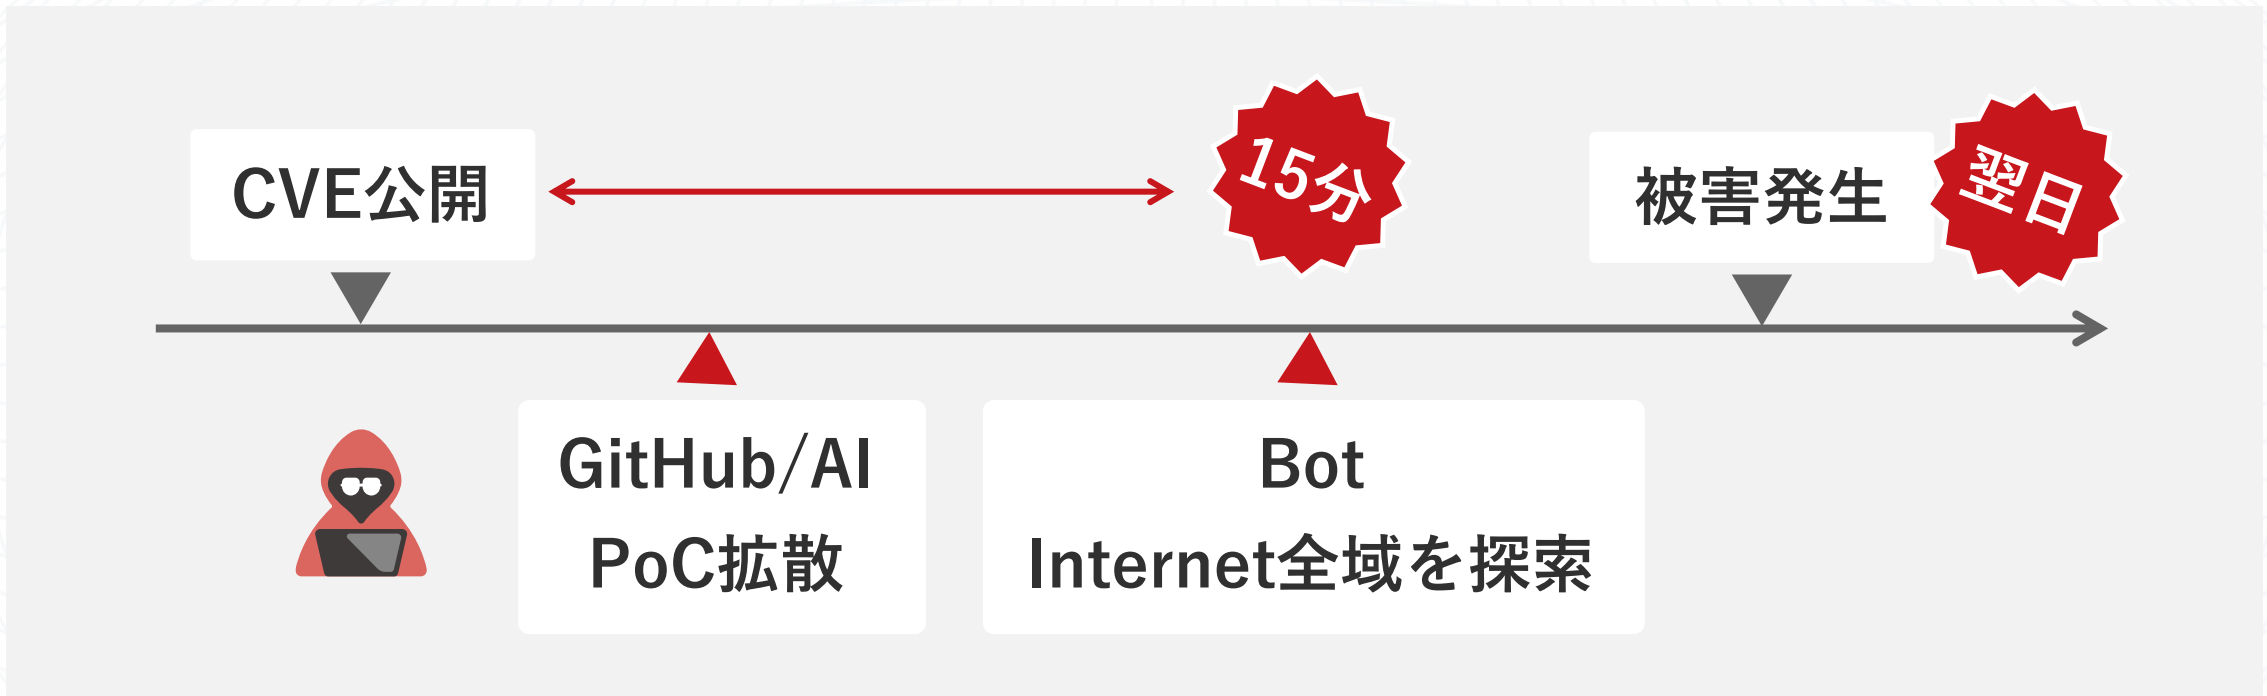 CVE公開
15分
被害発生
翌日
GitHub/AI
PoC拡散
Bot
Internet全域を探索